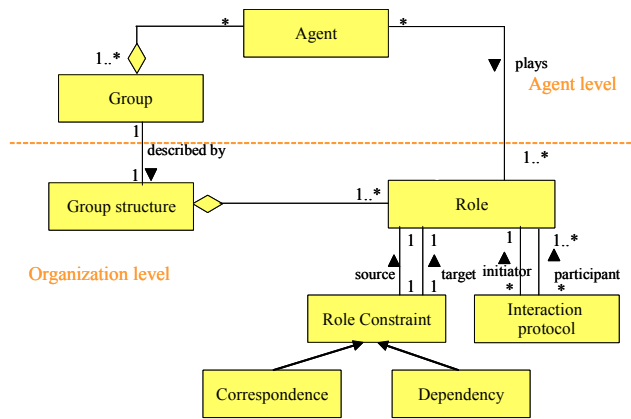 Agent
*
*
1..*
plays
Agent level
Group
1
described by
1
1..*
Group structure
1..*
Role
Organization level
1
1
1
1..*
source
target
initiator
participant
1
1
*
*
Role Constraint
Interaction
protocol
Correspondence
Dependency